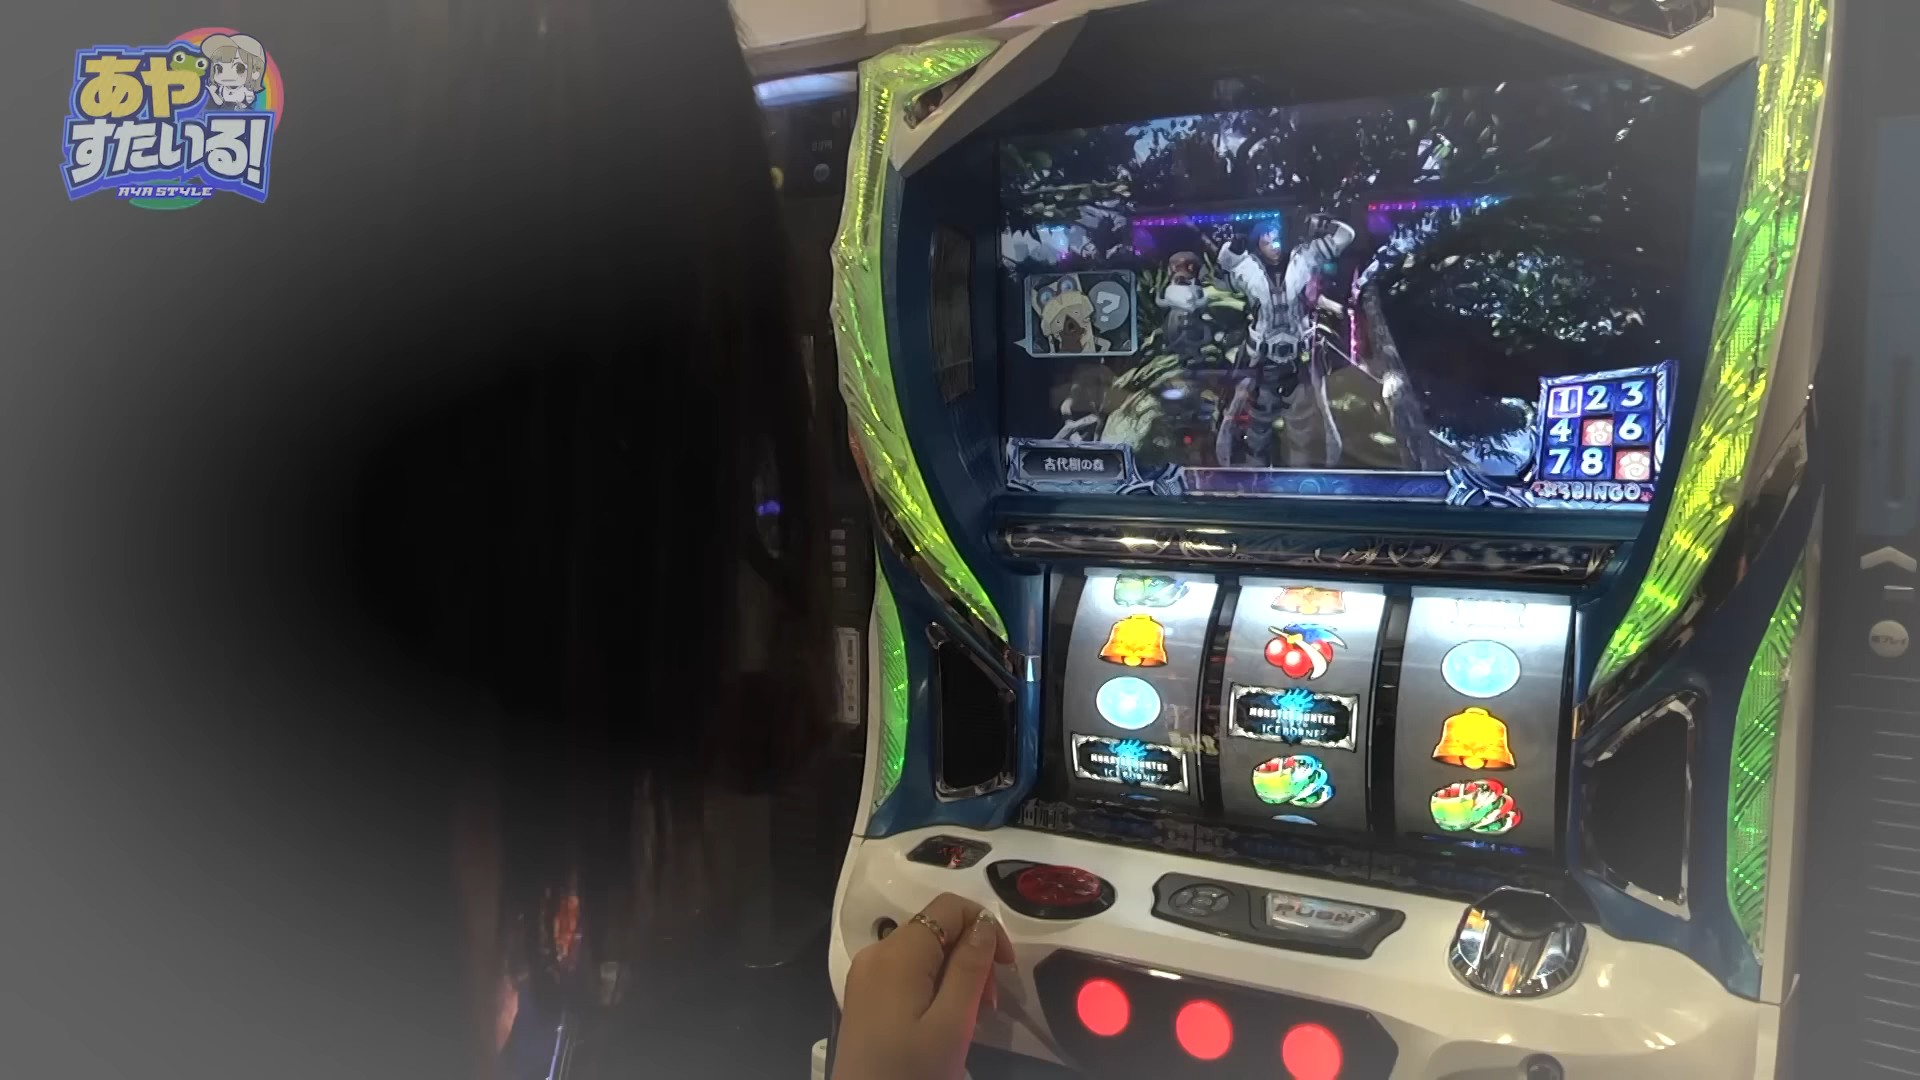 あや
すたいる!
AYA STYLE
?
古代樹の森
1 2 3
4 6
7 8
BINGO
MONSTER HUNTER
ICEBORNE
MONSTER HUNTER
ICEBORNE
PUSH